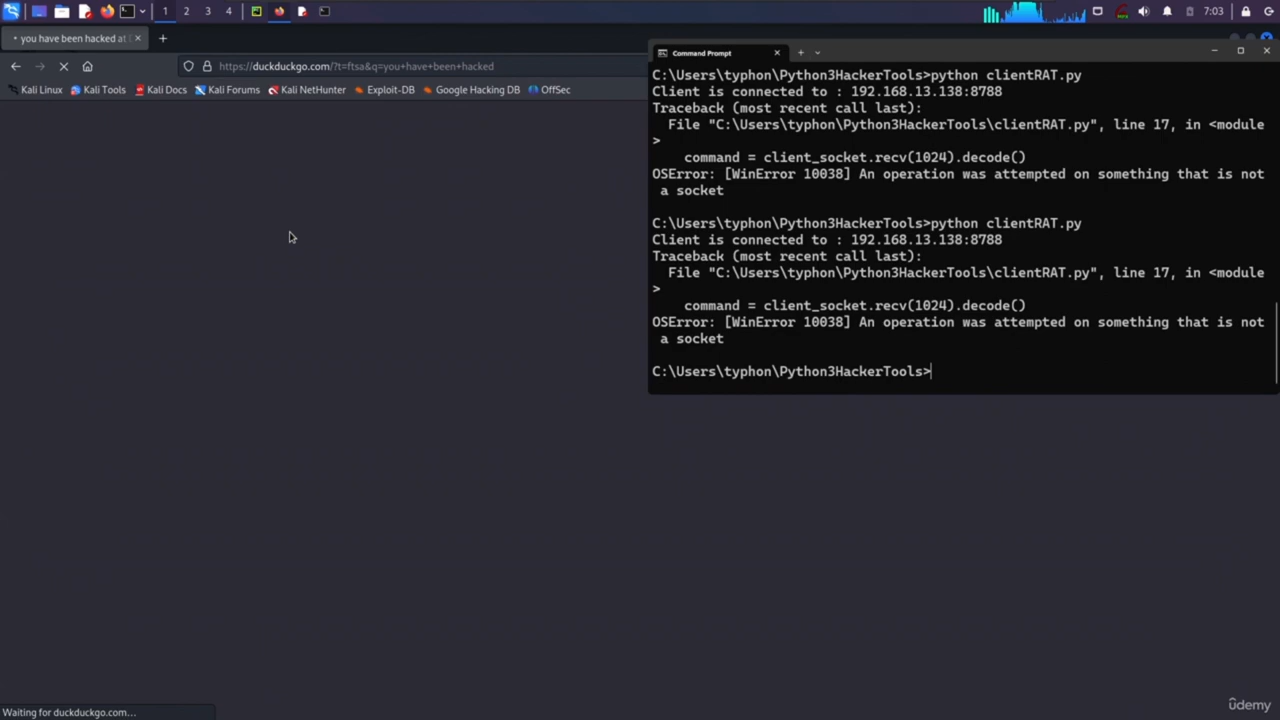 1 2 3 4
7:03
you have been hacked at
https://duckduckgo.com/?t=ftsa&q=you+have+been+hacked
Kali Linux Kali Tools Kali Docs Kali Forums Kali NetHunter Exploit-DB Google Hacking DB OffSec
Command Prompt
C:\Users\typhon\Python3HackerTools>python clientRAT.py
Client is connected to : 192.168.13.138:8788
Traceback (most recent call last):
File "C:\Users\typhon\Python3HackerTools\clientRAT.py", line 17, in <module
>
command = client_socket.recv(1024).decode()
OSError: [WinError 10038] An operation was attempted on something that is not
a socket
C:\Users\typhon\Python3HackerTools>python clientRAT.py
Client is connected to : 192.168.13.138:8788
Traceback (most recent call last):
File "C:\Users\typhon\Python3HackerTools\clientRAT.py", line 17, in <module
>
command = client_socket.recv(1024).decode()
OSError: [WinError 10038] An operation was attempted on something that is not
a socket
C:\Users\typhon\Python3HackerTools>
Waiting for duckduckgo.com...
ûdemy